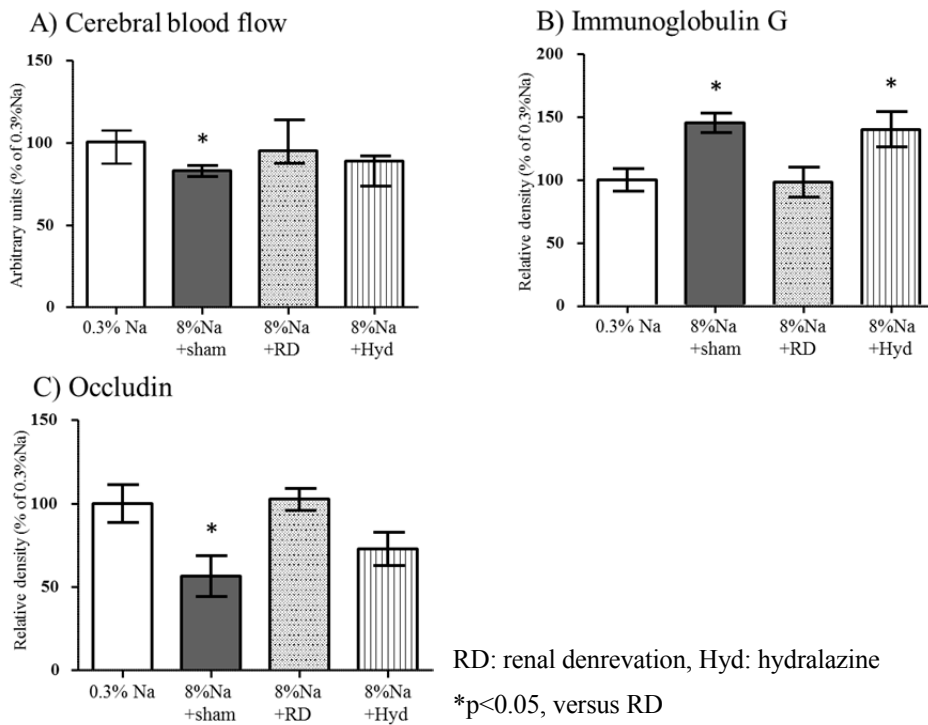 A) Cerebral blood flow
Arbitrary units (% of 0.3%Na)
150
100
50
0
*
0.3% Na
8%Na
+sham
8%Na
+RD
8%Na
+Hyd
B) Immunoglobulin G
Relative density (% of 0.3%Na)
200
150
100
50
0
*
*
0.3% Na
8%Na
+sham
8%Na
+RD
8%Na
+Hyd
C) Occludin
Relative density (% of 0.3%Na)
150
100
50
0
*
0.3% Na
8%Na
+sham
8%Na
+RD
8%Na
+Hyd
RD: renal denrevation, Hyd: hydralazine
*p<0.05, versus RD